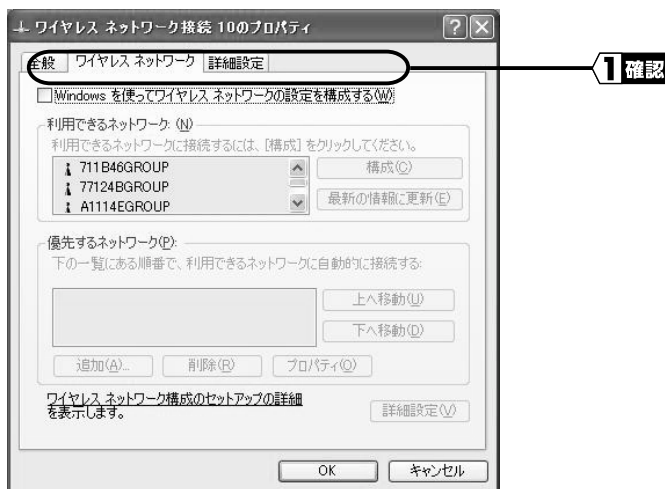 ワイヤレス ネットワーク接続 10のプロパティ
全般 ワイヤレス ネットワーク 詳細設定
1 確認
Windows を使ってワイヤレス ネットワークの設定を構成する(W)
利用できるネットワーク: (N)
利用できるネットワークに接続するには、[構成] をクリックしてください。
711B46GROUP
77124BGROUP
A1114EGROUP
構成(C)
最新の情報に更新(E)
優先するネットワーク(P):
下の一覧にある順番で、利用できるネットワークに自動的に接続する:
上へ移動(U)
下へ移動(D)
追加(A)... 削除(R) プロパティ(O)
ワイヤレス ネットワーク構成のセットアップの詳細
を表示します。
詳細設定(V)
OK キャンセル